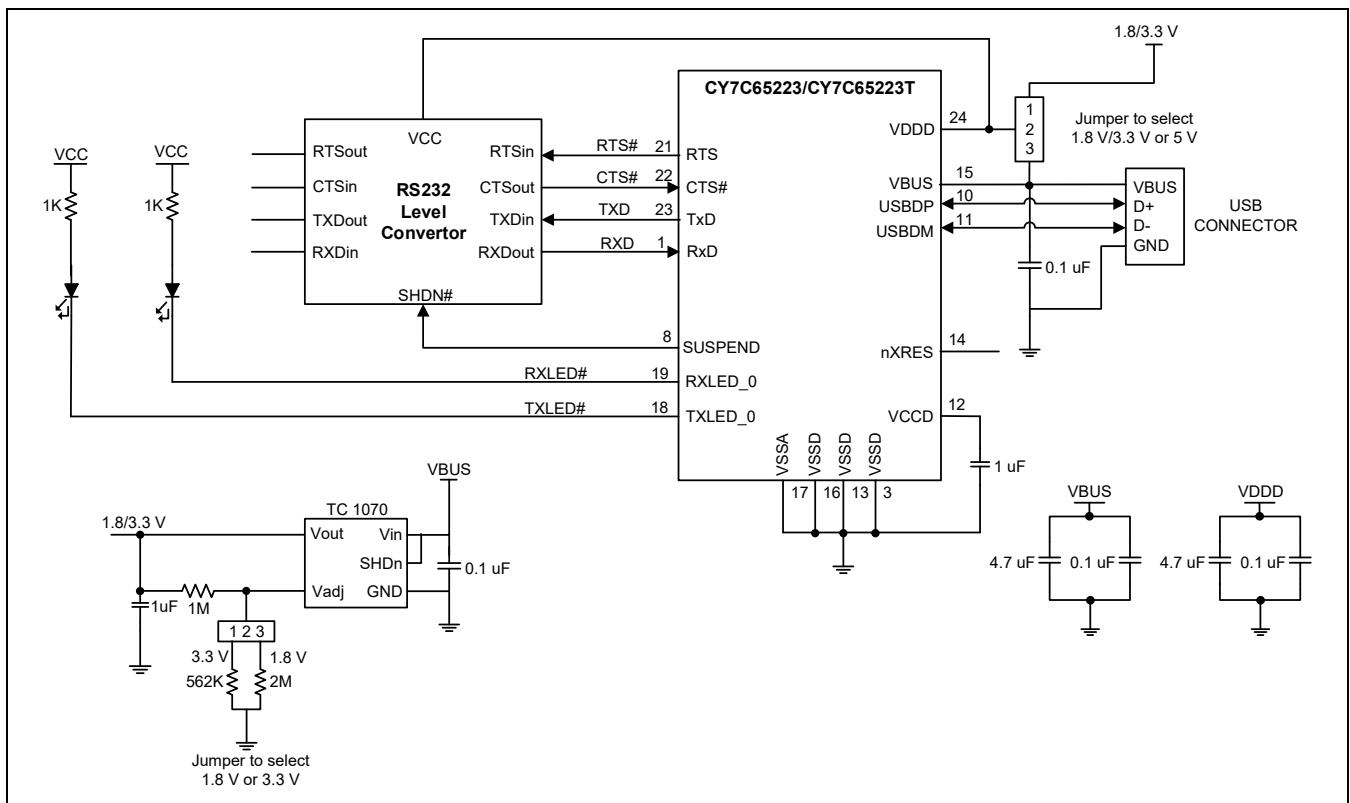 1.8/3.3 V
CY7C65223/CY7C65223T
VDDD
24
1
2
3
Jumper to select
1.8 V/3.3 V or 5 V
VCC
VCC
VCC
RTSout
CTSin
TXDout
RXDin
RS232
Level
Convertor
RTSin
CTSout
TXDin
RXDout
SHDN#
RTS#
21
RTS
CTS#
22
CTS#
TXD
23
TxD
RXD
1
RxD
1K
1K
VBUS
15
USBDP
10
USBDM
11
VBUS
D+
D-
GND
USB
CONNECTOR
0.1 uF
8
SUSPEND
nXRES
14
RXLED#
19
RXLED_0
TXLED#
18
TXLED_0
VCCD
12
1 uF
VSSA
VSSD
VSSD
VSSD
17
16
13
3
VBUS
TC 1070
1.8/3.3 V
Vout
Vin
SHDn
Vadj
GND
0.1 uF
1uF
1M
1 2 3
3.3 V
1.8 V
562K
2M
Jumper to select
1.8 V or 3.3 V
VBUS
4.7 uF
0.1 uF
VDDD
4.7 uF
0.1 uF